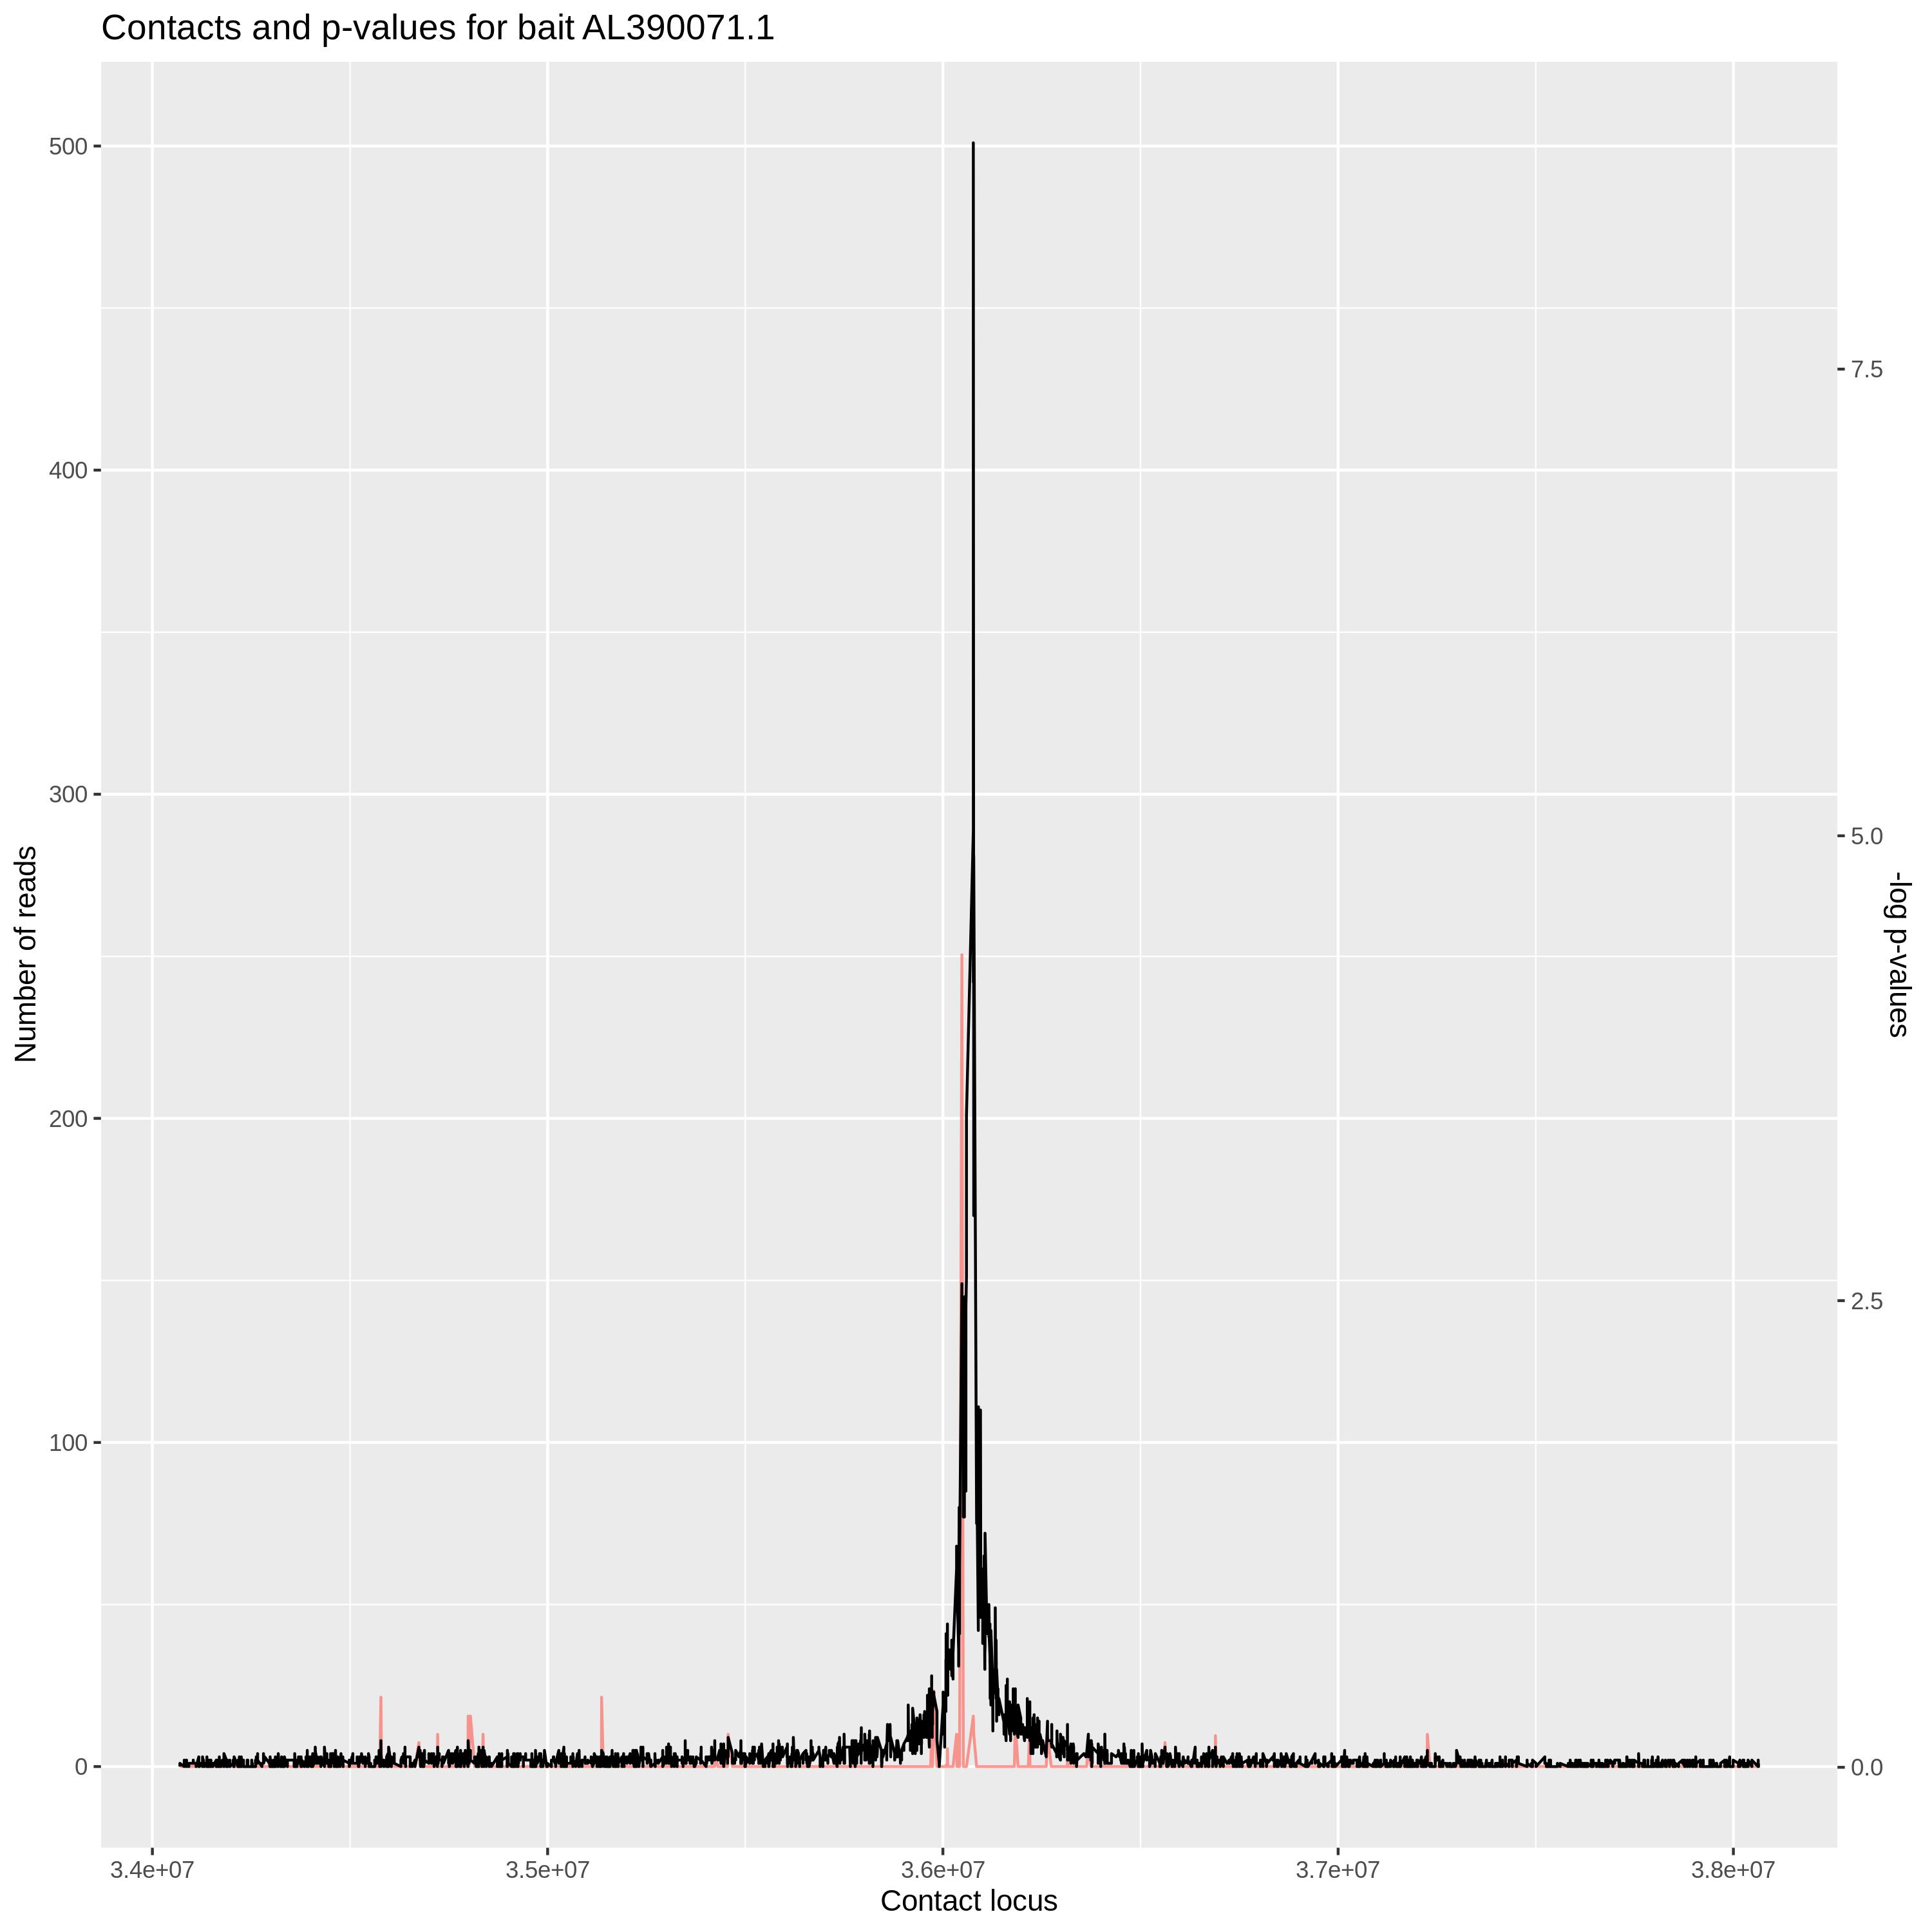 Contacts and p-values for bait AL390071.1
500
400
300
200
100
0
Number of reads
7.5
5.0
2.5
0.0
-log p-values
3.4e+07
3.5e+07
3.6e+07
3.7e+07
3.8e+07
Contact locus